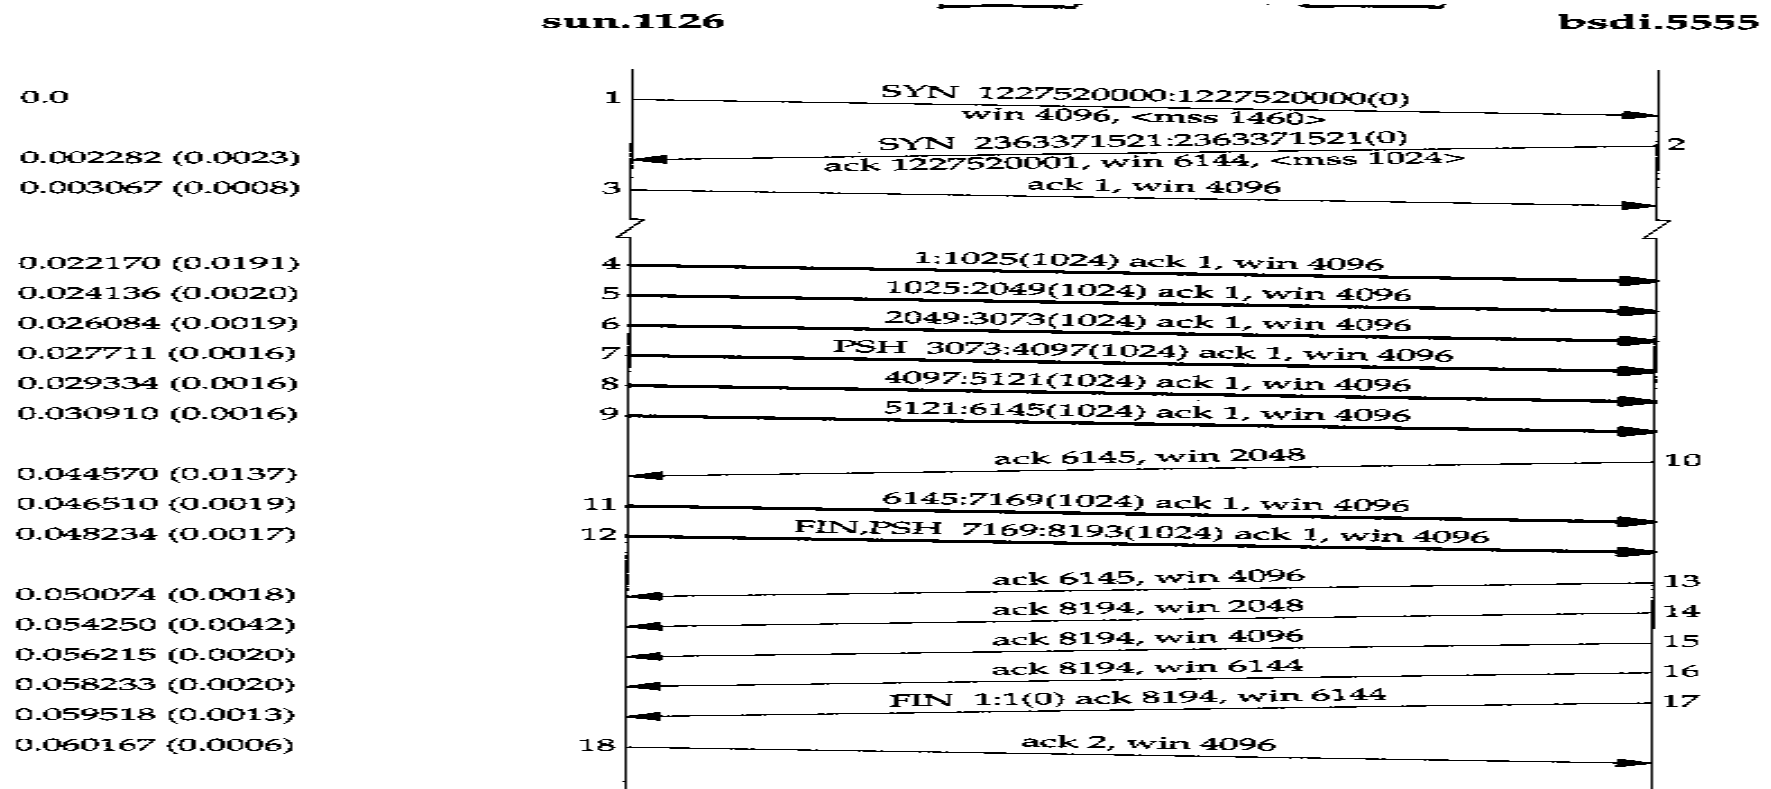 sun.1126 bsdi.5555
0.0 1 SYN 1227520000:1227520000(0)
win 4096, <mss 1460>
SYN 2363371521:2363371521(0) 2
0.002282 (0.0023) ack 1227520001, win 6144, <mss 1024>
0.003067 (0.0008) 3 ack 1, win 4096
0.022170 (0.0191) 4 1:1025(1024) ack 1, win 4096
0.024136 (0.0020) 5 1025:2049(1024) ack 1, win 4096
0.026084 (0.0019) 6 2049:3073(1024) ack 1, win 4096
0.027711 (0.0016) 7 PSH 3073:4097(1024) ack 1, win 4096
0.029334 (0.0016) 8 4097:5121(1024) ack 1, win 4096
0.030910 (0.0016) 9 5121:6145(1024) ack 1, win 4096
0.044570 (0.0137) ack 6145, win 2048 10
0.046510 (0.0019) 11 6145:7169(1024) ack 1, win 4096
0.048234 (0.0017) 12 FIN,PSH 7169:8193(1024) ack 1, win 4096
0.050074 (0.0018) ack 6145, win 4096 13
0.054250 (0.0042) ack 8194, win 2048 14
0.056215 (0.0020) ack 8194, win 4096 15
0.058233 (0.0020) ack 8194, win 6144 16
0.059518 (0.0013) FIN 1:1(0) ack 8194, win 6144 17
0.060167 (0.0006) 18 ack 2, win 4096